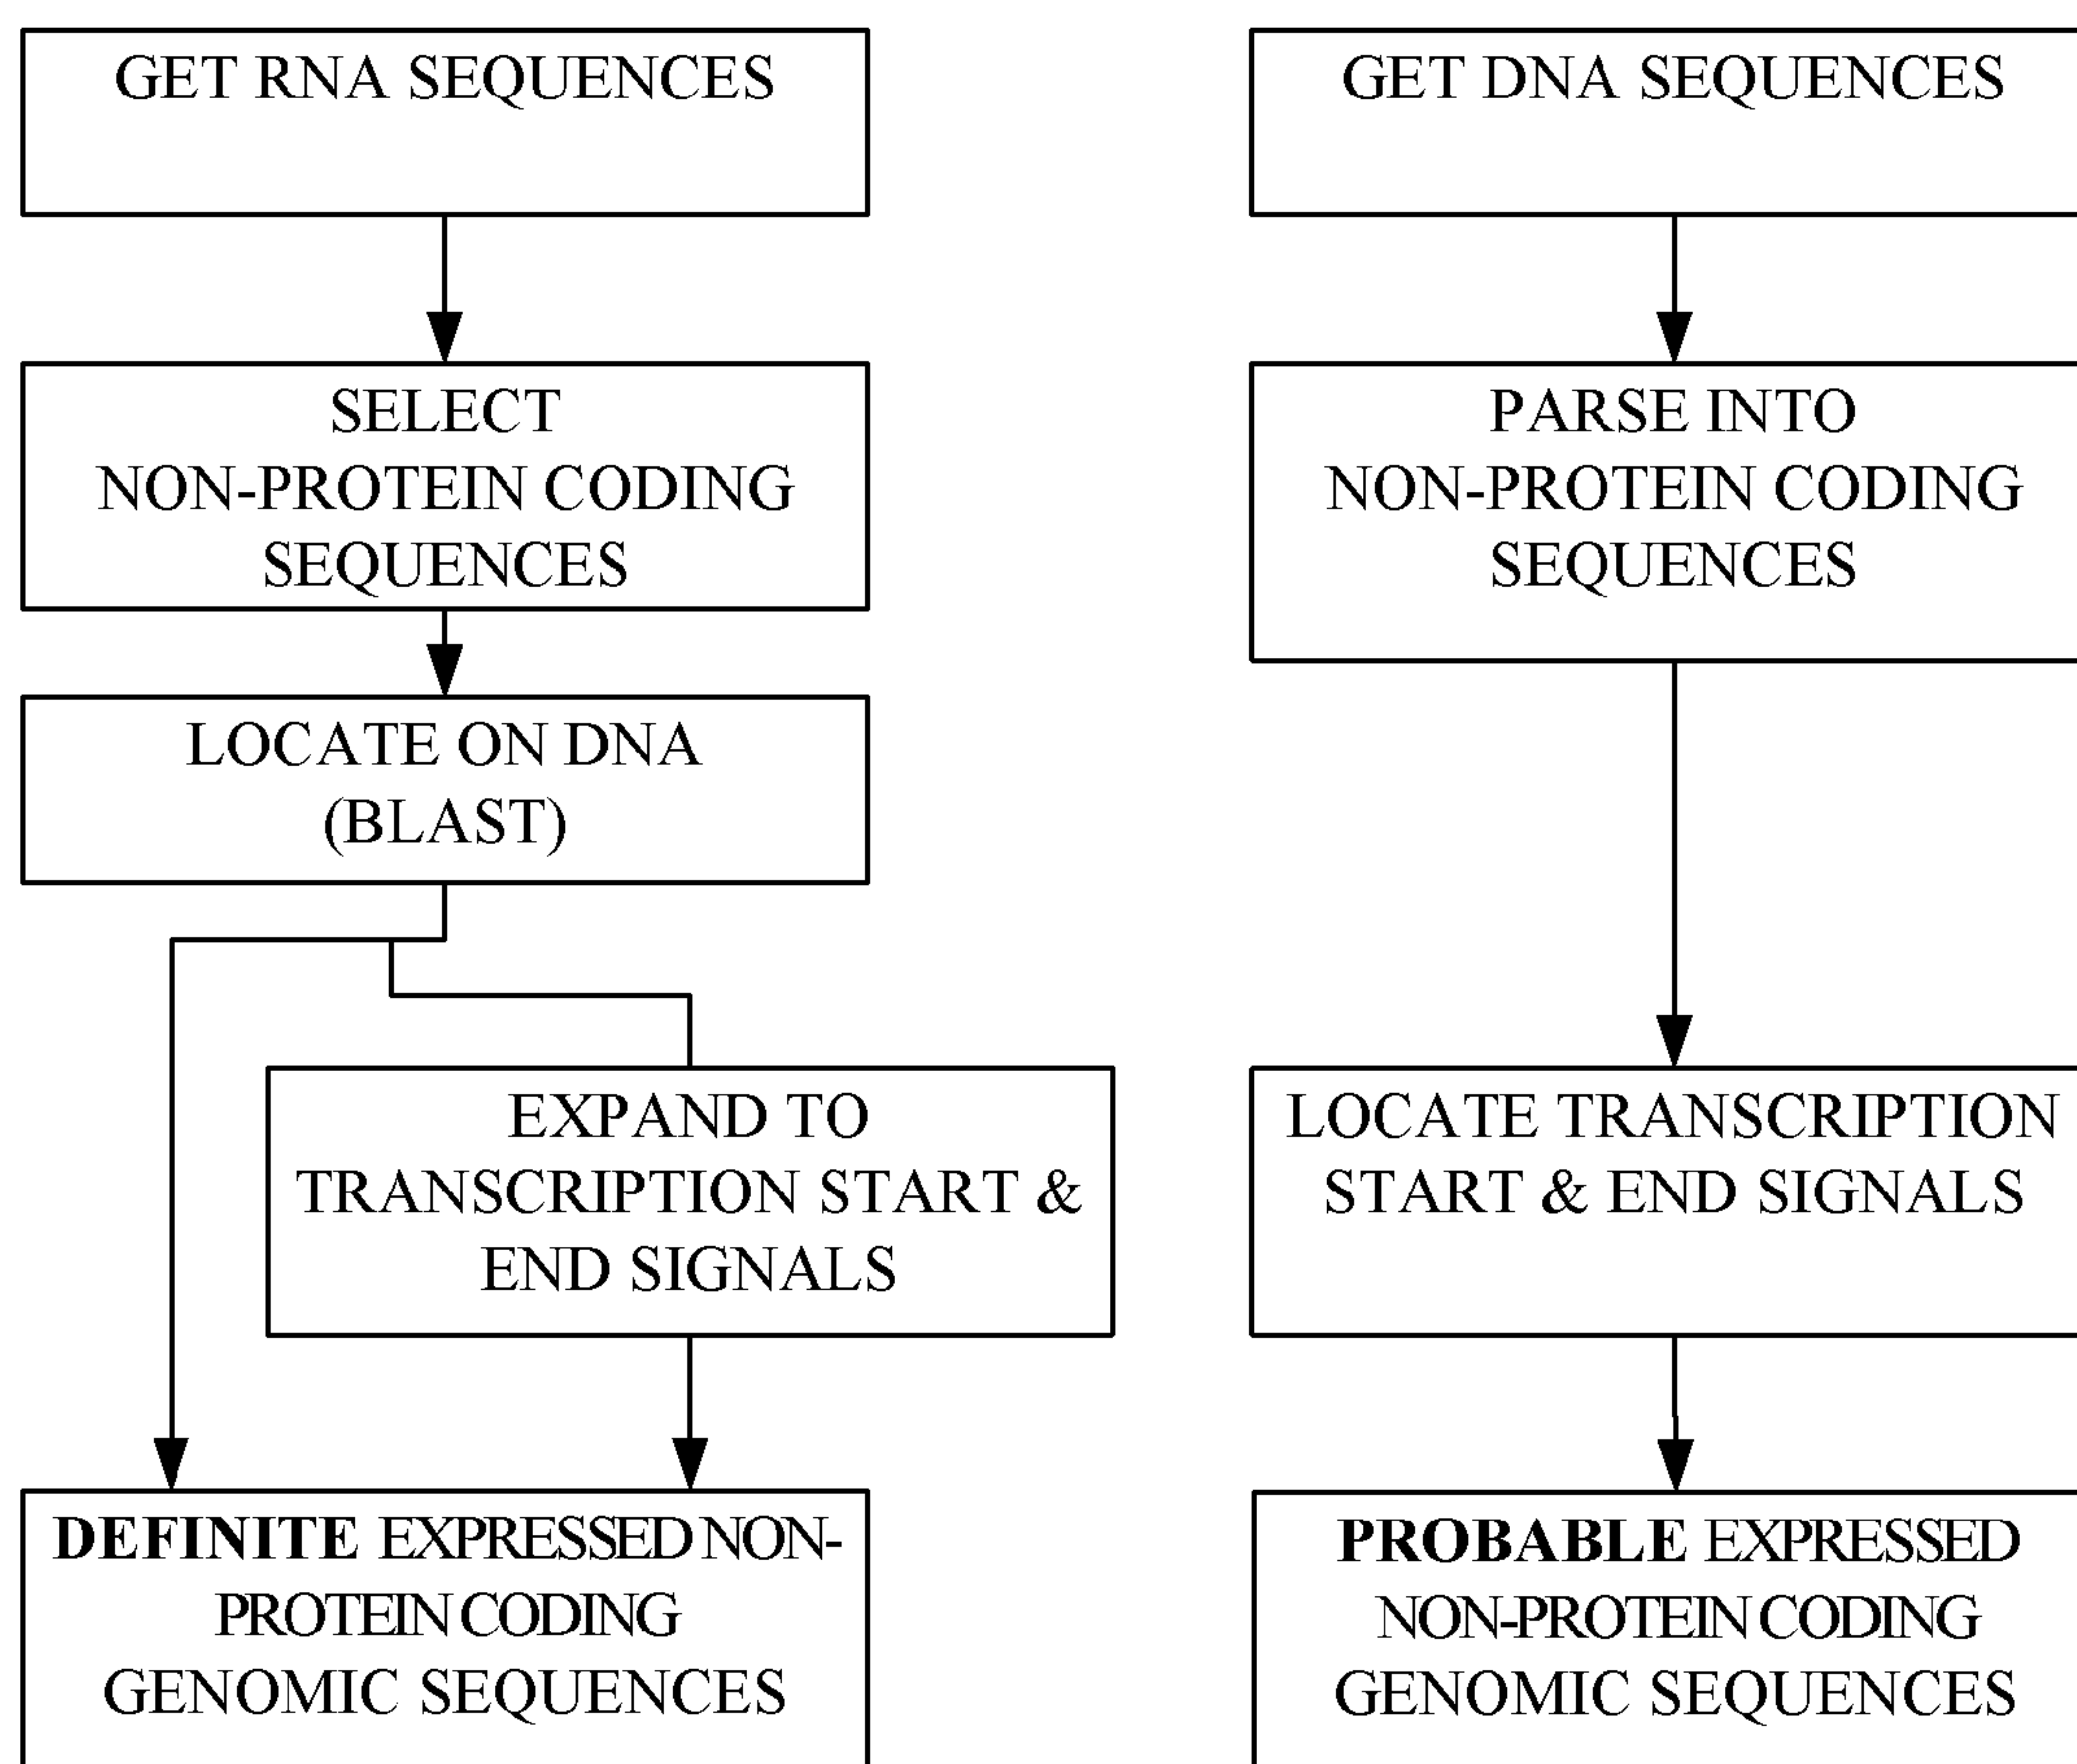 GET RNA SEQUENCES
SELECT
NON-PROTEIN CODING
SEQUENCES
LOCATE ON DNA
(BLAST)
EXPAND TO
TRANSCRIPTION START &
END SIGNALS
DEFINITE EXPRESSED NON-
PROTEIN CODING
GENOMIC SEQUENCES
GET DNA SEQUENCES
PARSE INTO
NON-PROTEIN CODING
SEQUENCES
LOCATE TRANSCRIPTION
START & END SIGNALS
PROBABLE EXPRESSED
NON-PROTEIN CODING
GENOMIC SEQUENCES